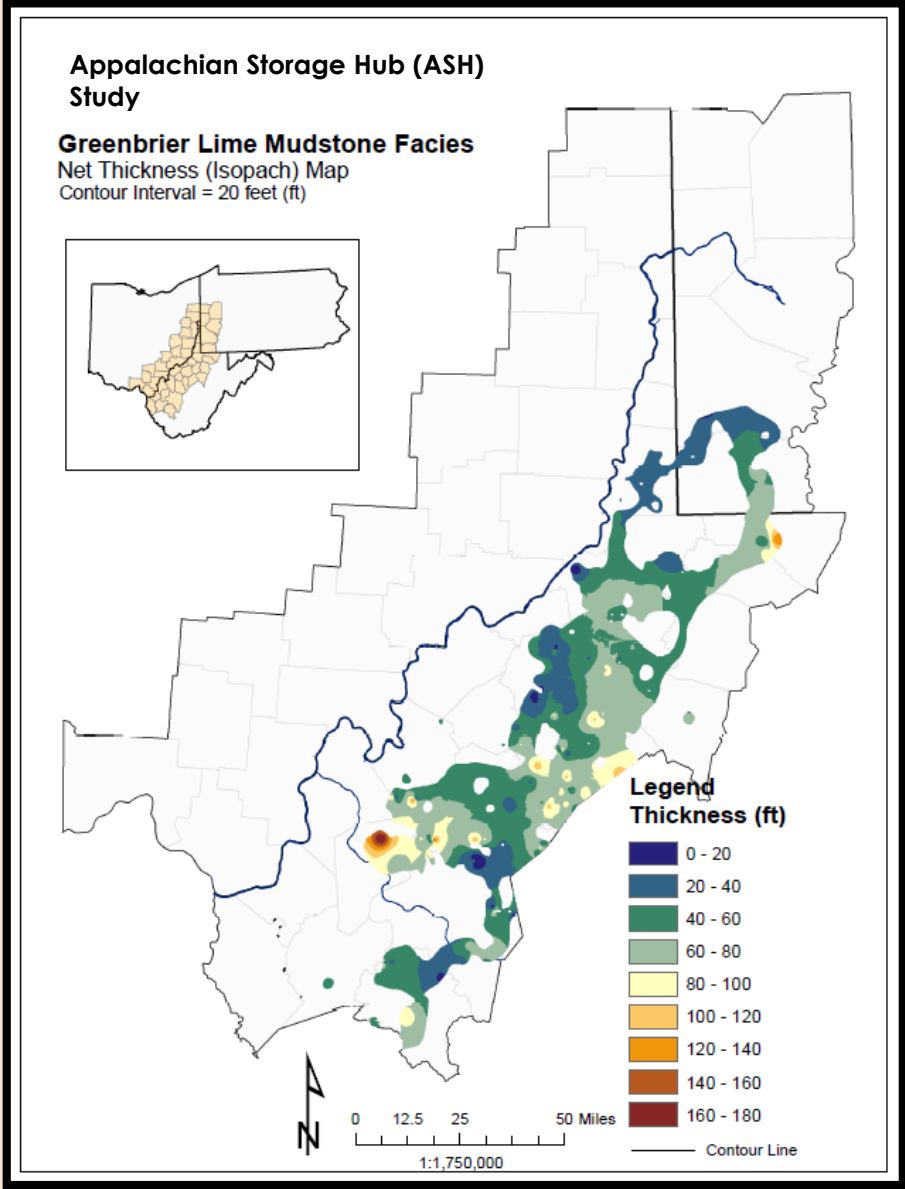 Appalachian Storage Hub (ASH)
Study
Greenbrier Lime Mudstone Facies
Net Thickness (Isopach) Map
Contour Interval = 20 feet (ft)
Legend
Thickness (ft)
0 - 20
20 - 40
40 - 60
60 - 80
80 - 100
100 - 120
120 - 140
140 - 160
160 - 180
Contour Line
N
0 12.5 25 50 Miles
1:1,750,000